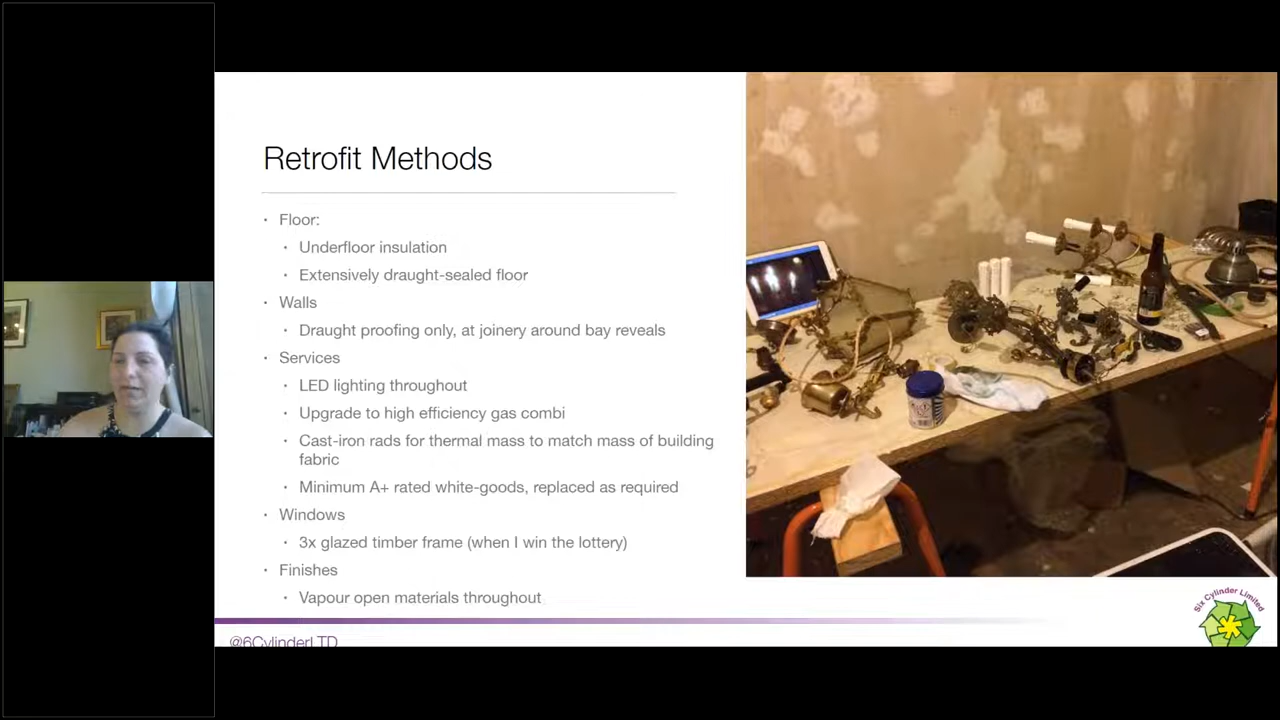 Retrofit Methods
· Floor:
· Underfloor insulation
· Extensively draught-sealed floor
· Walls
· Draught proofing only, at joinery around bay reveals
· Services
· LED lighting throughout
· Upgrade to high efficiency gas combi
· Cast-iron rads for thermal mass to match mass of building
fabric
· Minimum A+ rated white-goods, replaced as required
· Windows
· 3x glazed timber frame (when I win the lottery)
· Finishes
· Vapour open materials throughout
@6CylinderLTD
Six Cylinder Limited